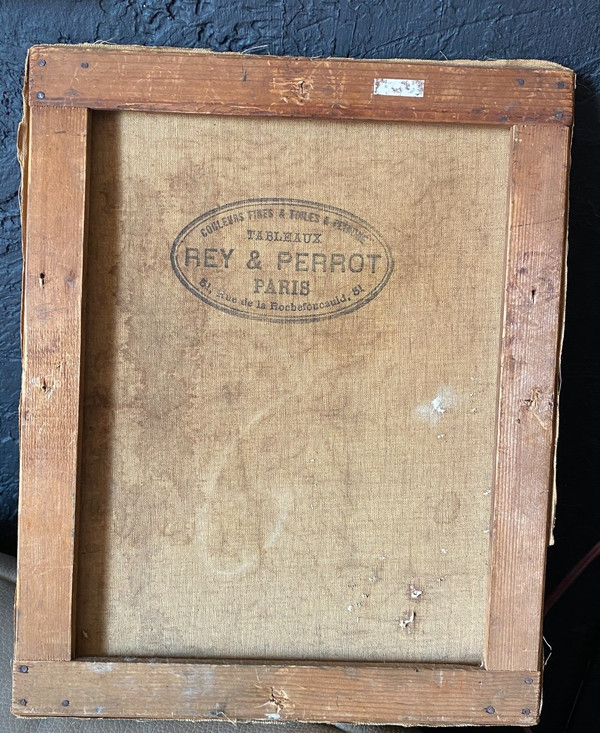 COULEURS FINES & TOILES À PEINDRE
TABLEAUX
REY & PERROT
PARIS
51, Rue de la Rochefoucauld, 51